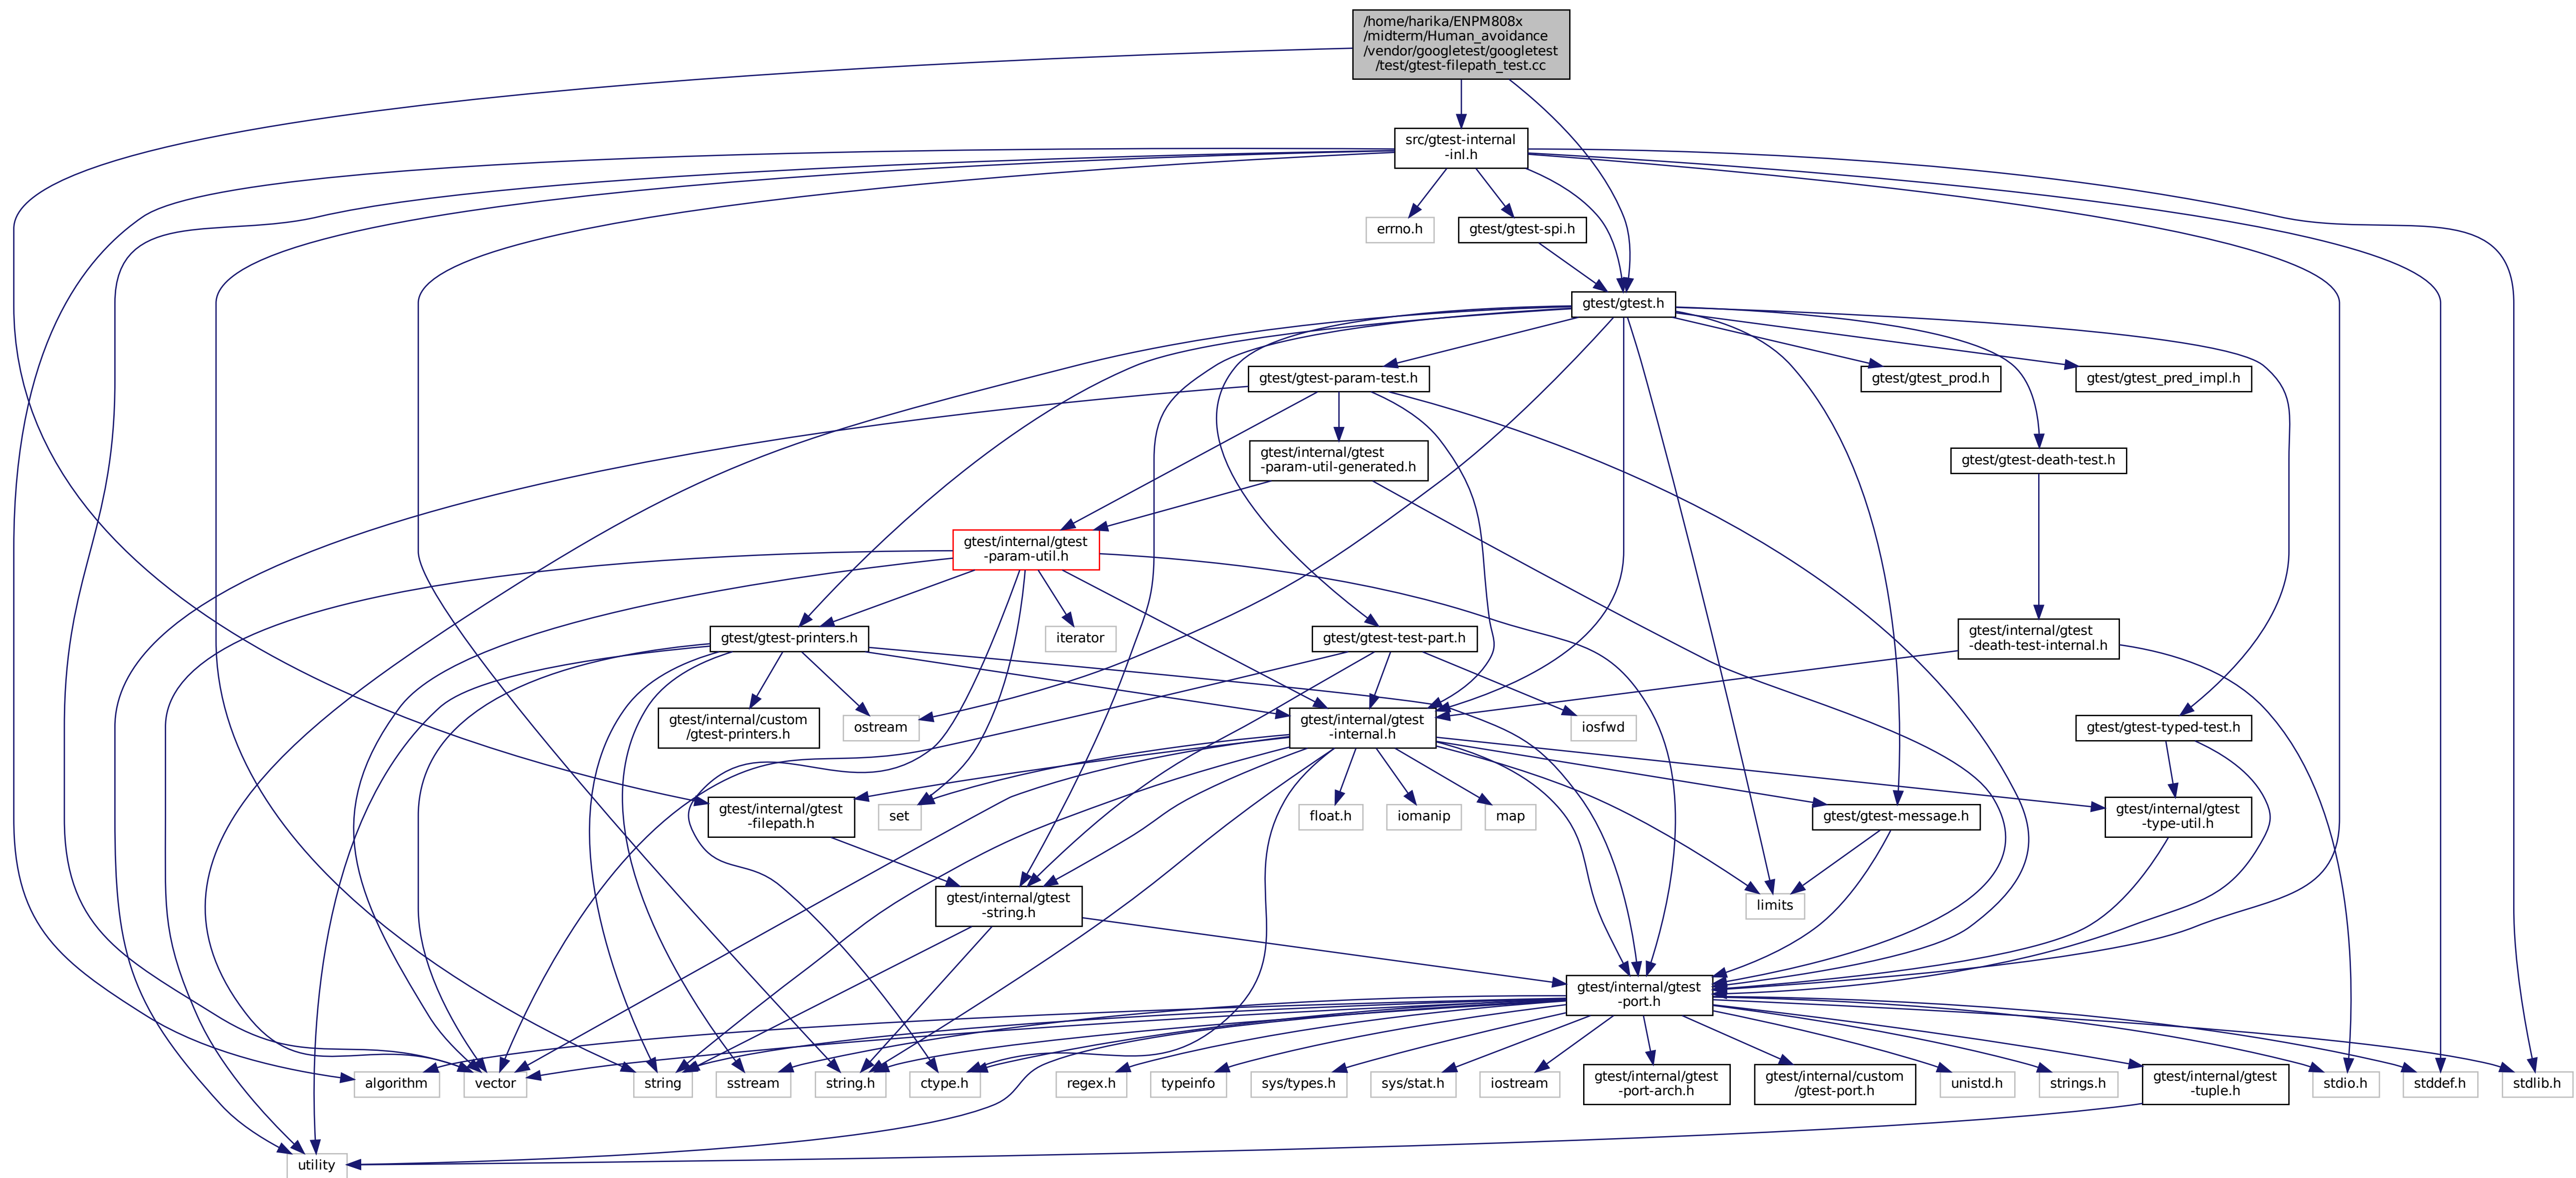 /home/harika/ENPM808x
/midterm/Human_avoidance
/vendor/googletest/googletest
/test/gtest-filepath_test.cc
src/gtest-internal
-inl.h
errno.h
gtest/gtest-spi.h
gtest/gtest.h
gtest/gtest-param-test.h
gtest/gtest_prod.h
gtest/gtest_pred_impl.h
gtest/internal/gtest
-param-util-generated.h
gtest/gtest-death-test.h
gtest/internal/gtest
-param-util.h
gtest/gtest-printers.h
iterator
gtest/gtest-test-part.h
gtest/internal/gtest
-death-test-internal.h
gtest/internal/custom
/gtest-printers.h
ostream
gtest/internal/gtest
-internal.h
iosfwd
gtest/gtest-typed-test.h
gtest/internal/gtest
-filepath.h
set
float.h
iomanip
map
gtest/gtest-message.h
gtest/internal/gtest
-type-util.h
gtest/internal/gtest
-string.h
limits
gtest/internal/gtest
-port.h
algorithm
vector
string
sstream
string.h
ctype.h
regex.h
typeinfo
sys/types.h
sys/stat.h
iostream
gtest/internal/gtest
-port-arch.h
gtest/internal/custom
/gtest-port.h
unistd.h
strings.h
gtest/internal/gtest
-tuple.h
stdio.h
stddef.h
stdlib.h
utility